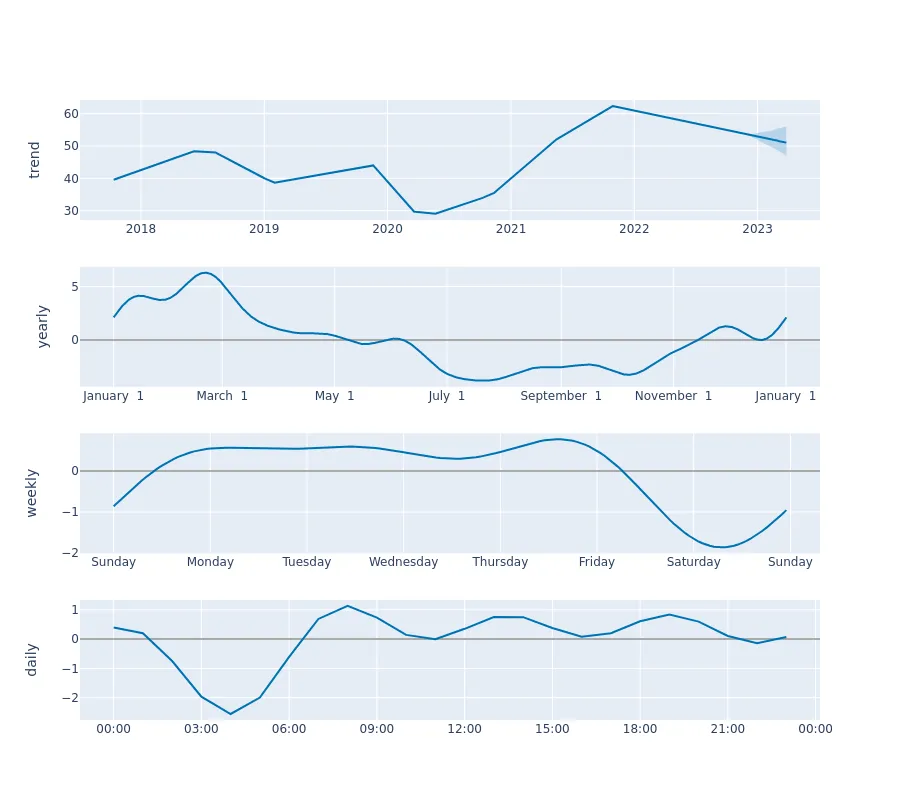 trend
60
50
40
30
2018 2019 2020 2021 2022 2023
yearly
5
0
January 1 March 1 May 1 July 1 September 1 November 1 January 1
weekly
0
−1
−2
Sunday Monday Tuesday Wednesday Thursday Friday Saturday Sunday
daily
1
0
−1
−2
00:00 03:00 06:00 09:00 12:00 15:00 18:00 21:00 00:00